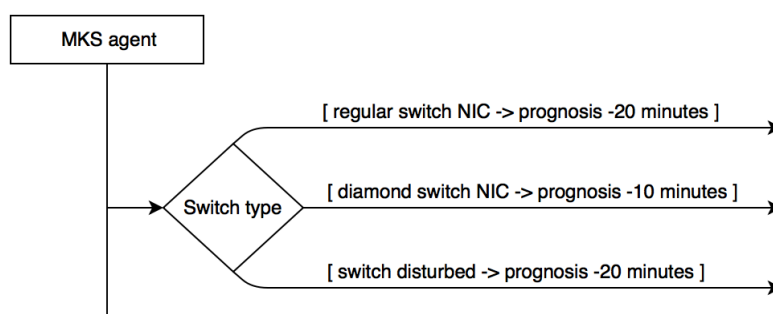 MKS agent
[ regular switch NIC -> prognosis -20 minutes ]
[ diamond switch NIC -> prognosis -10 minutes ]
Switch type
[ switch disturbed -> prognosis -20 minutes ]